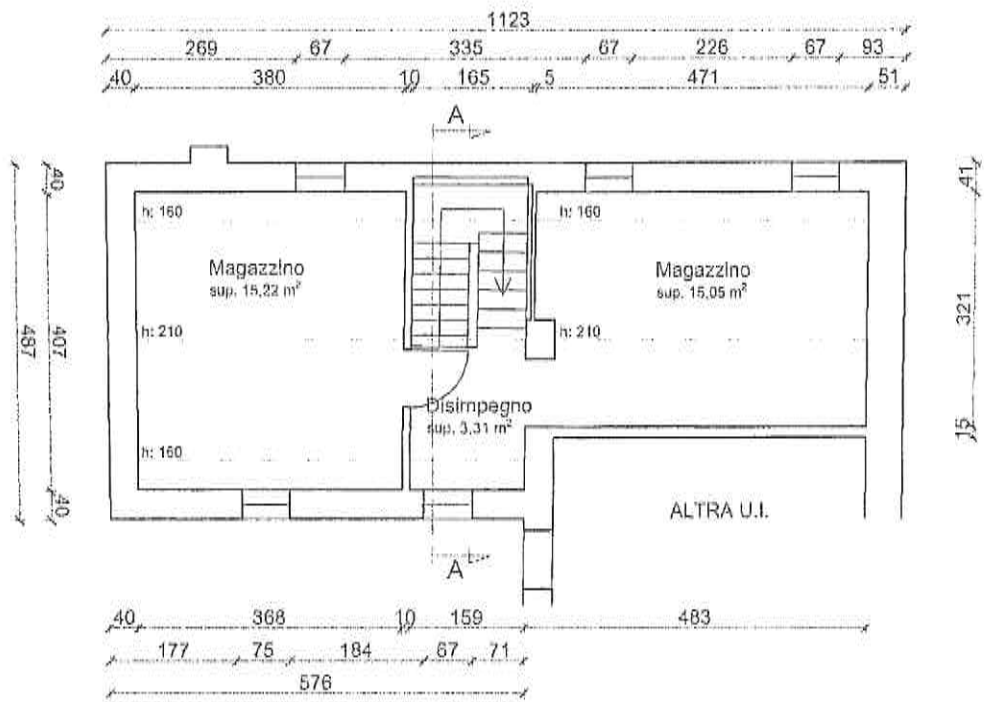 1123
269 67 335 67 226 67 93
40 380 10 165 5 471 51
A
40
41
h: 160
h: 160
Magazzino
sup. 15,22 m²
Magazzino
sup. 15,05 m²
487
407
321
h: 210
h: 210
Disimpegno
sup. 3,31 m²
15
h: 160
40
ALTRA U.I.
A
40 368 10 159 483
177 75 184 67 71
576